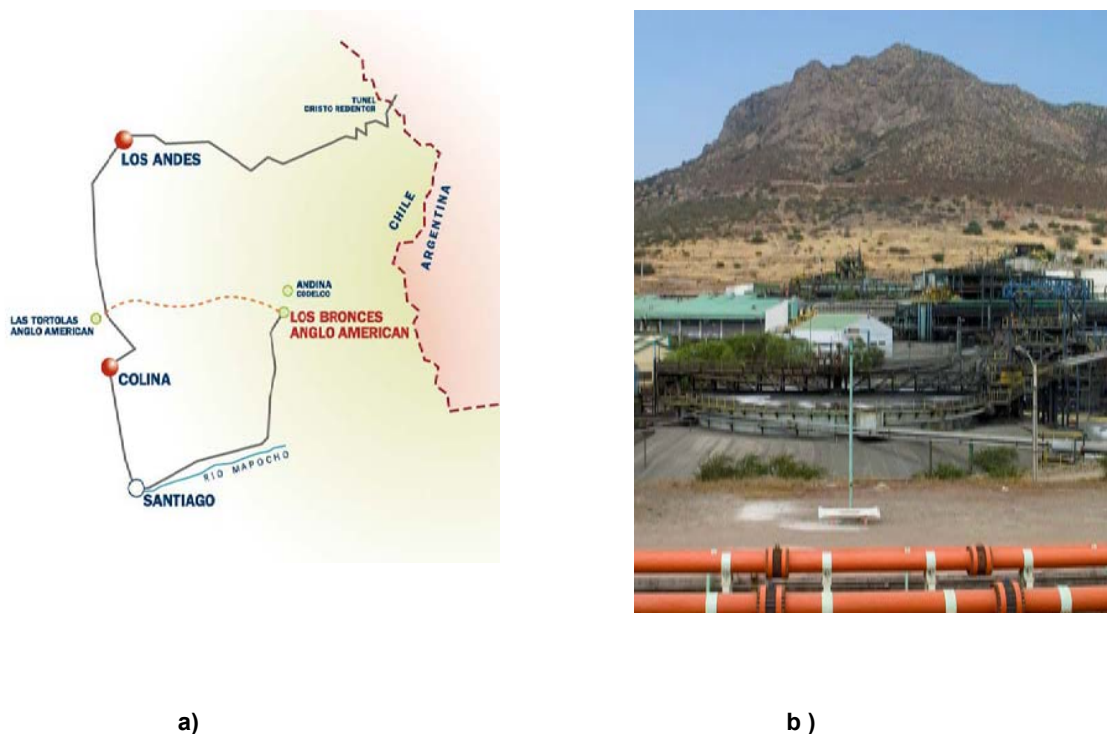 TUNEL
CRISTO REDENTOR
LOS ANDES
CHILE
ARGENTINA
ANDINA
CODELCO
LAS TORTOLAS
ANGLO AMERICAN
LOS BRONCES
ANGLO AMERICAN
COLINA
RIO MAPOCHO
SANTIAGO
a)
b )